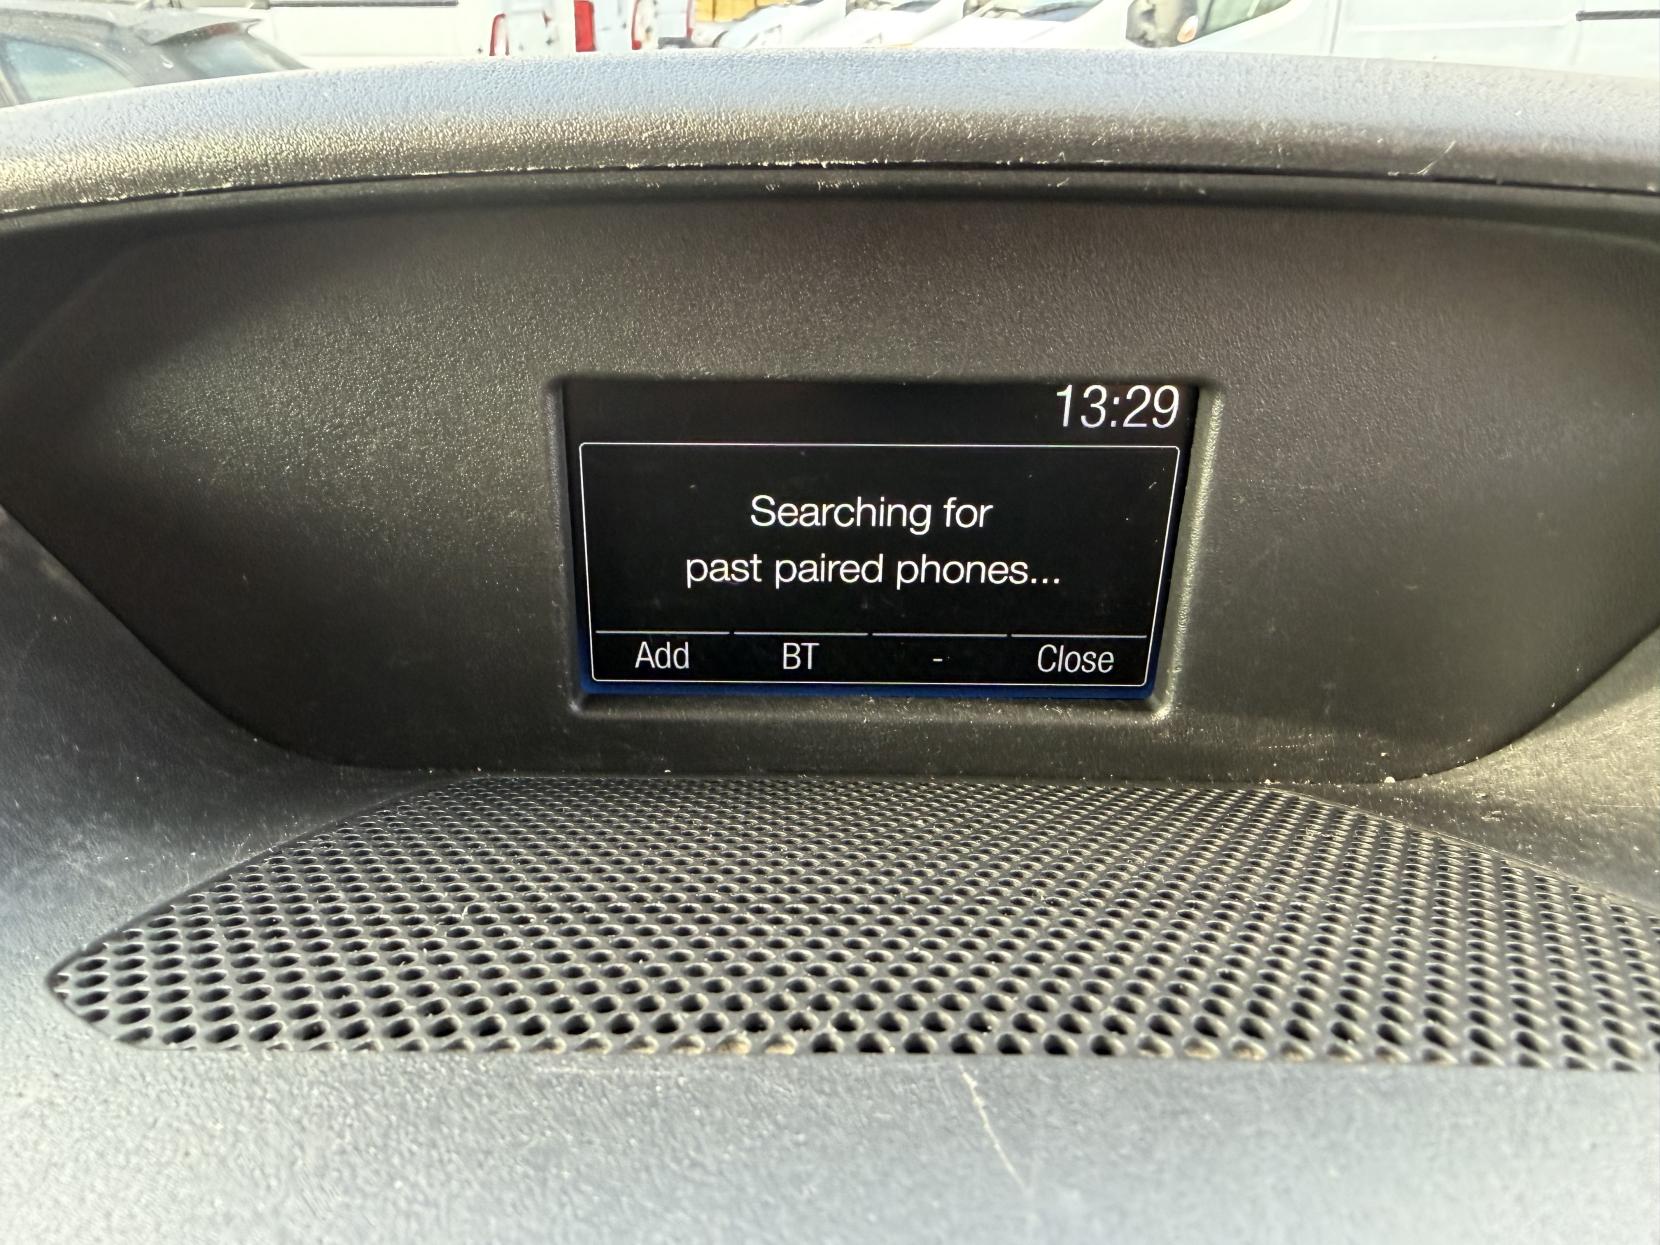 13:29
Searching for
past paired phones...
Add BT - Close